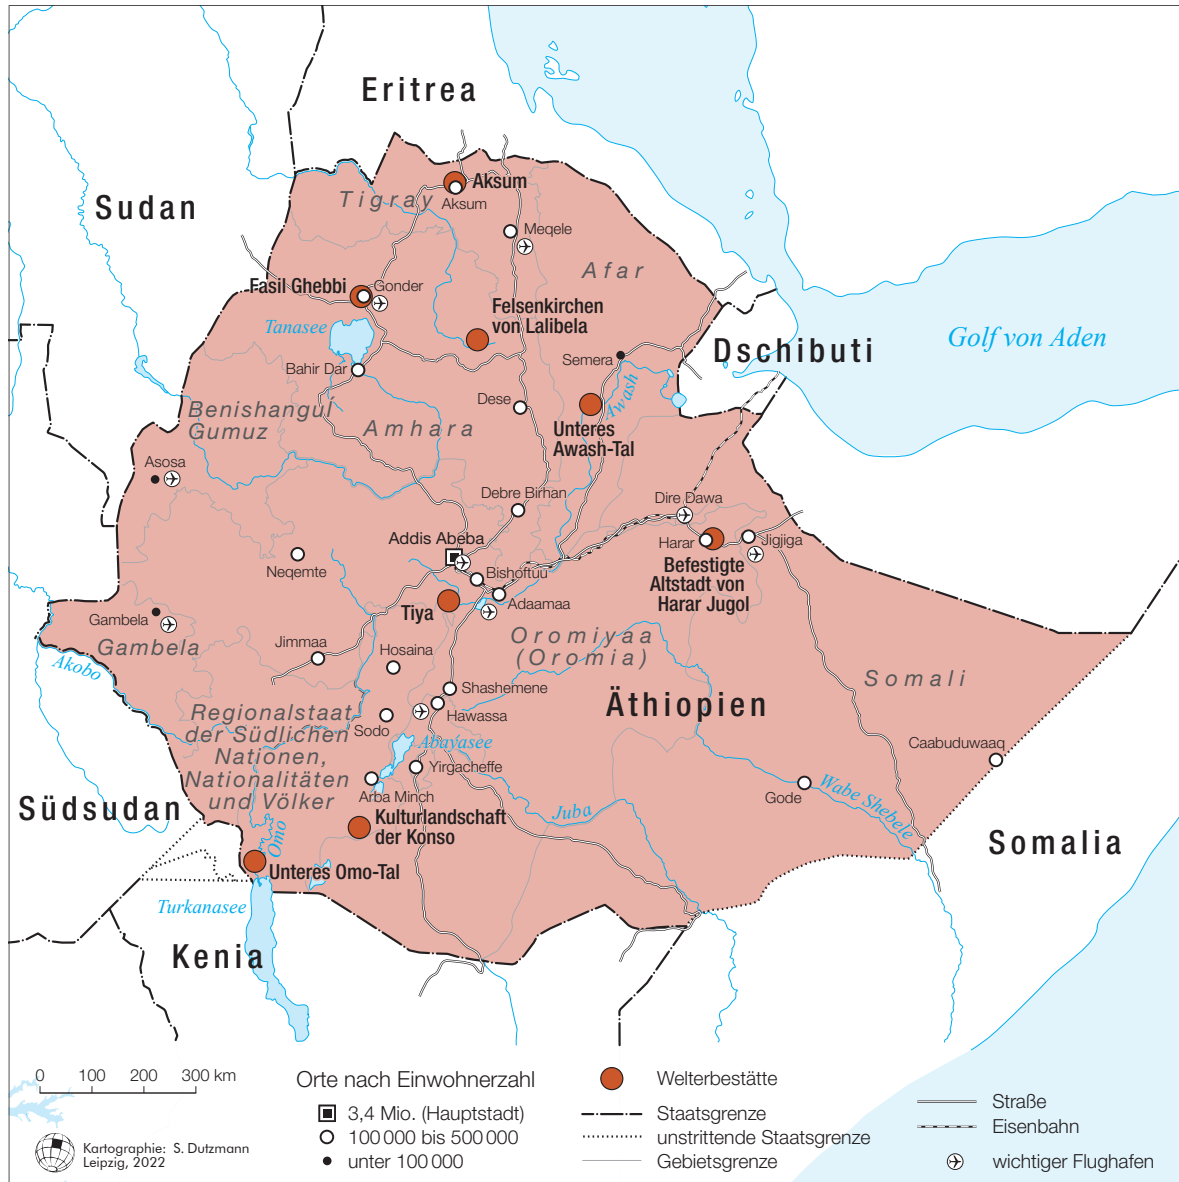 Eritrea
Sudan
Tigray
Aksum
Aksum
Meqele
Afar
Fasil Ghebbi
Gonder
Felsenkirchen
von Lalibela
Tanasee
Golf von Aden
Dschibuti
Semera
Bahir Dar
Awash
Dese
Benishangul
Gumuz
Amhara
Unteres
Awash-Tal
Asosa
Debre Birhan
Dire Dawa
Addis Abeba
Harar
Jigjiga
Neqemte
Bishoftuu
Befestigte
Altstadt von
Harar Jugol
Adaamaa
Tiya
Gambela
Gambela
Jimmaa
Hosaina
Oromiyaa
(Oromia)
Akobo
Somali
Shashemene
Äthiopien
Regionalstaat
der Südlichen
Nationen,
Nationalitäten
und Völker
Hawassa
Sodo
Abayasee
Caabuduwaaq
Yirgacheffe
Arba Minch
Gode
Wabe Shebele
Südsudan
Juba
Kulturlandschaft
der Konso
Omo
Somalia
Unteres Omo-Tal
Turkanasee
Kenia
0 100 200 300 km
Kartographie: S. Dutzmann
Leipzig, 2022
Orte nach Einwohnerzahl
3,4 Mio. (Hauptstadt)
100 000 bis 500 000
unter 100 000
Welterbestätte
Staatsgrenze
unstrittende Staatsgrenze
Gebietsgrenze
Straße
Eisenbahn
wichtiger Flughafen